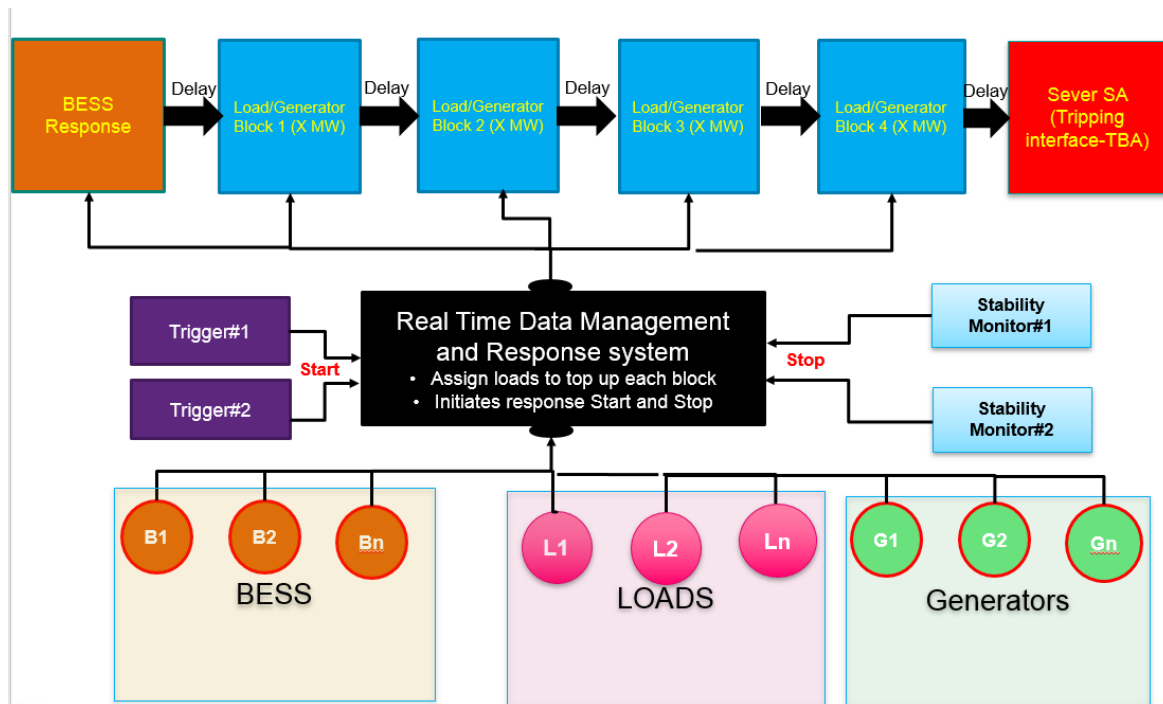 BESS
Response
Delay
Load/Generator
Block 1 (X MW)
Delay
Load/Generator
Block 2 (X MW)
Delay
Load/Generator
Block 3 (X MW)
Delay
Load/Generator
Block 4 (X MW)
Delay
Sever SA
(Tripping
interface-TBA)
Trigger#1
Trigger#2
Start
Real Time Data Management
and Response system
• Assign loads to top up each block
• Initiates response Start and Stop
Stop
Stability
Monitor#1
Stability
Monitor#2
B1
B2
Bn
BESS
L1
L2
Ln
LOADS
G1
G2
Gn
Generators